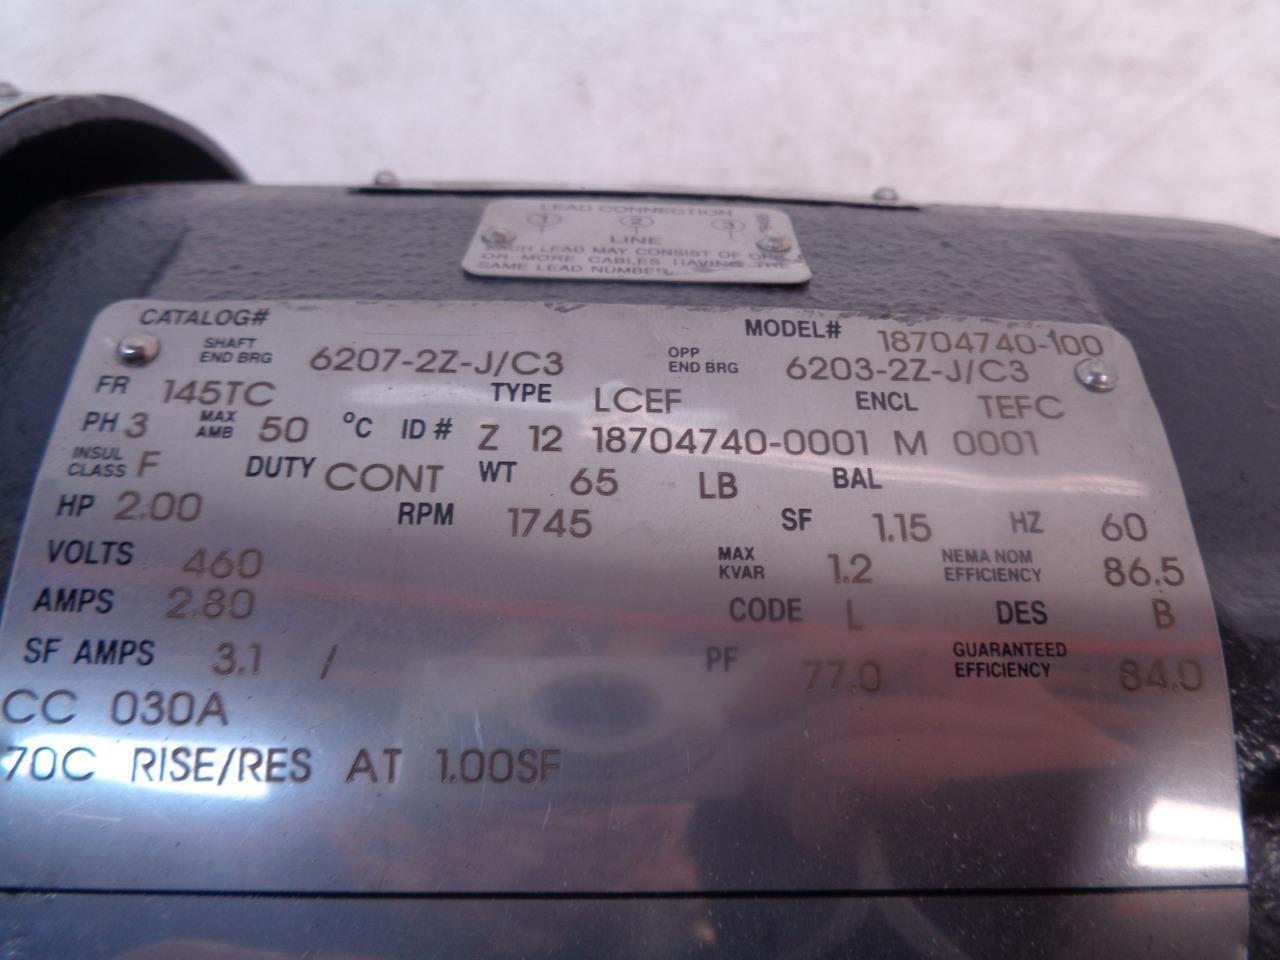 LEAD CONNECTION
1 2 3
LINE
EACH LEAD MAY CONSIST OF ONE
OR MORE CABLES HAVING THE
SAME LEAD NUMBER
CATALOG# MODEL# 18704740-100
SHAFT END BRG 6207-2Z-J/C3 OPP END BRG 6203-2Z-J/C3
FR 145TC TYPE LCEF ENCL TEFC
PH 3 MAX AMB 50 °C ID # Z 12 18704740-0001 M 0001
INSUL CLASS F DUTY CONT WT 65 LB BAL
HP 2.00 RPM 1745 SF 1.15 HZ 60
VOLTS 460 MAX KVAR 1.2 NEMA NOM EFFICIENCY 86.5
AMPS 2.80 CODE L DES B
SF AMPS 3.1 / PF 77.0 GUARANTEED EFFICIENCY 84.0
CC 030A
70C RISE/RES AT 1.00SF